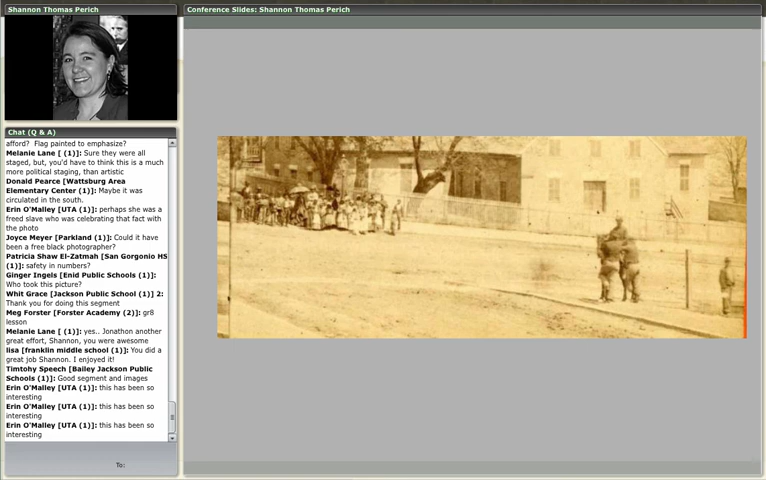 Shannon Thomas Perich
Conference Slides: Shannon Thomas Perich
Chat (Q & A)
afford? Flag painted to emphasize?
Melanie Lane [ (1)]: Sure they were all
staged, but, you'd have to think this is a much
more political staging, than artistic
Donald Pearce [Wattsburg Area
Elementary Center (1)]: Maybe it was
circulated in the south.
Erin O'Malley [UTA (1)]: perhaps she was a
freed slave who was celebrating that fact with
the photo
Joyce Meyer [Parkland (1)]: Could it have
been a free black photographer?
Patricia Shaw El-Zatmah [San Gorgonio HS
(1)]: safety in numbers?
Ginger Ingels [Enid Public Schools (1)]:
Who took this picture?
Whit Grace [Jackson Public School (1)] 2:
Thank you for doing this segment
Meg Forster [Forster Academy (2)]: gr8
lesson
Melanie Lane [ (1)]: yes.. Jonathon another
great effort, Shannon, you were awesome
lisa [franklin middle school (1)]: You did a
great job Shannon. I enjoyed it!
Timtohy Speech [Bailey Jackson Public
Schools (1)]: Good segment and images
Erin O'Malley [UTA (1)]: this has been so
interesting
Erin O'Malley [UTA (1)]: this has been so
interesting
Erin O'Malley [UTA (1)]: this has been so
interesting
To: